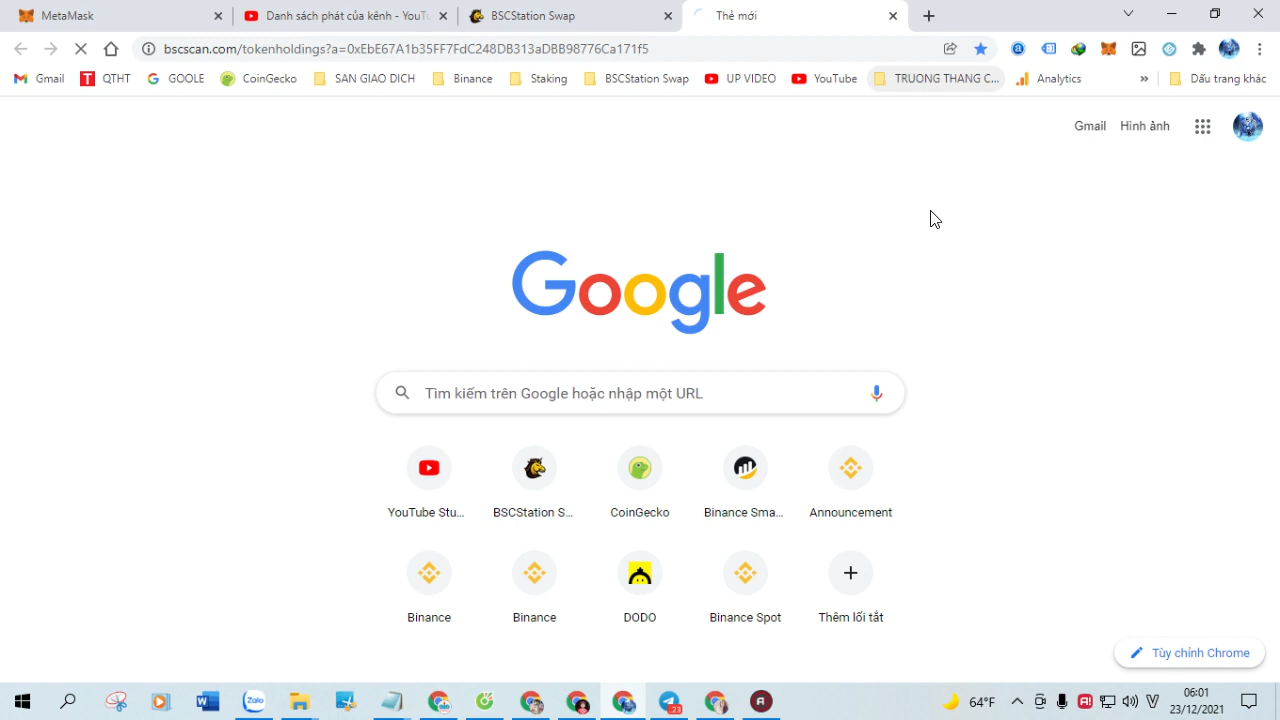 MetaMask
Danh sách phát của kênh - YouTu
BSCStation Swap
Thẻ mới
bscscan.com/tokenholdings?a=0xEbE67A1b35FF7FdC248DB313aDBB98776Ca171f5
Gmail
QTHT
GOOLE
CoinGecko
SAN GIAO DICH
Binance
Staking
BSCStation Swap
UP VIDEO
YouTube
TRUONG THANG C...
Analytics
»
Dấu trang khác
Gmail
Hình ảnh
Google
Tìm kiếm trên Google hoặc nhập một URL
YouTube Stu...
BSCStation S...
CoinGecko
Binance Sma...
Announcement
Binance
Binance
DODO
Binance Spot
Thêm lối tắt
Tùy chỉnh Chrome
Zalo
23
64°F
06:01
23/12/2021